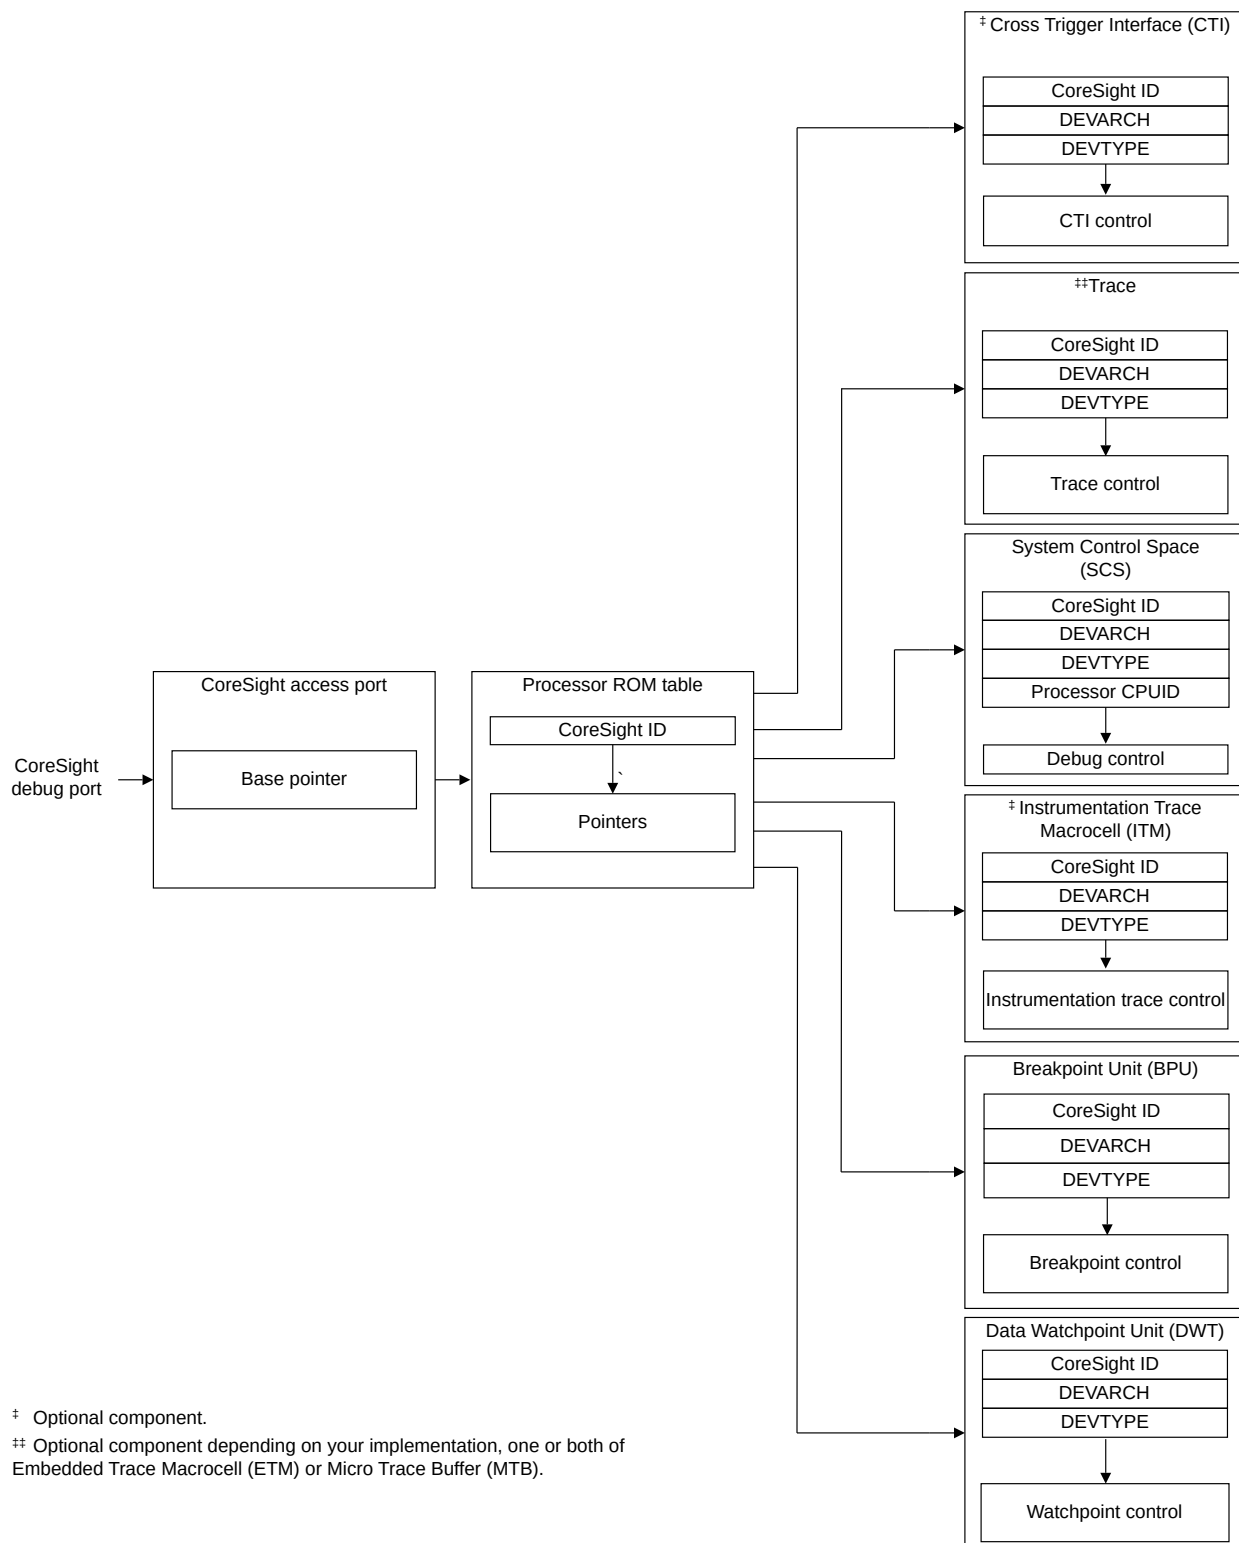 ‡ Cross Trigger Interface (CTI)
CoreSight ID
DEVARCH
DEVTYPE
CTI control
‡‡Trace
CoreSight ID
DEVARCH
DEVTYPE
Trace control
System Control Space
(SCS)
CoreSight ID
DEVARCH
DEVTYPE
Processor CPUID
Debug control
CoreSight
debug port
CoreSight access port
Base pointer
Processor ROM table
CoreSight ID
`
Pointers
‡ Instrumentation Trace
Macrocell (ITM)
CoreSight ID
DEVARCH
DEVTYPE
Instrumentation trace control
Breakpoint Unit (BPU)
CoreSight ID
DEVARCH
DEVTYPE
Breakpoint control
Data Watchpoint Unit (DWT)
CoreSight ID
DEVARCH
DEVTYPE
Watchpoint control
‡ Optional component.
‡‡ Optional component depending on your implementation, one or both of
Embedded Trace Macrocell (ETM) or Micro Trace Buffer (MTB).